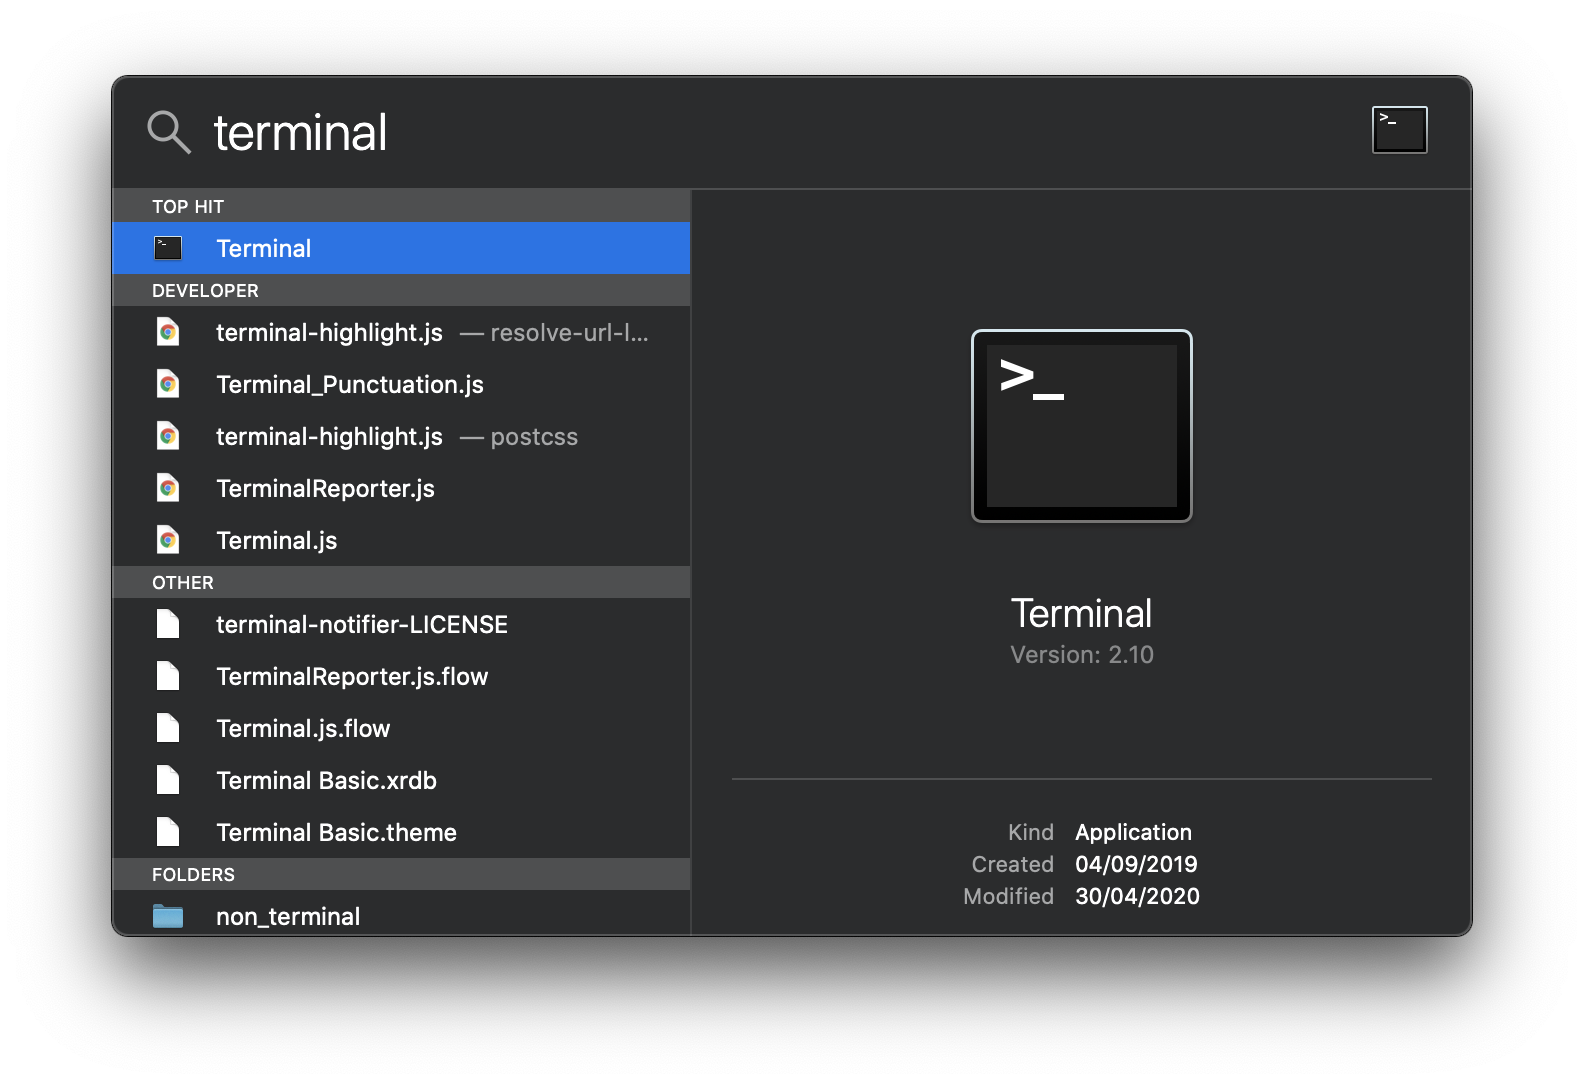 terminal
>_
TOP HIT
>_
Terminal
DEVELOPER
terminal-highlight.js — resolve-url-l...
Terminal_Punctuation.js
terminal-highlight.js — postcss
TerminalReporter.js
Terminal.js
OTHER
terminal-notifier-LICENSE
TerminalReporter.js.flow
Terminal.js.flow
Terminal Basic.xrdb
Terminal Basic.theme
FOLDERS
non_terminal
>_
Terminal
Version: 2.10
Kind Application
Created 04/09/2019
Modified 30/04/2020